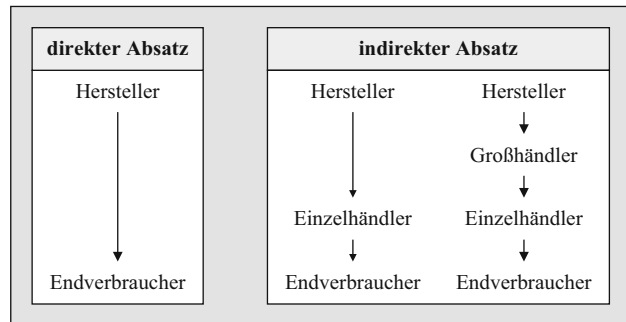 direkter Absatz
Hersteller
Endverbraucher
indirekter Absatz
Hersteller
Einzelhändler
Endverbraucher
Hersteller
Großhändler
Einzelhändler
Endverbraucher